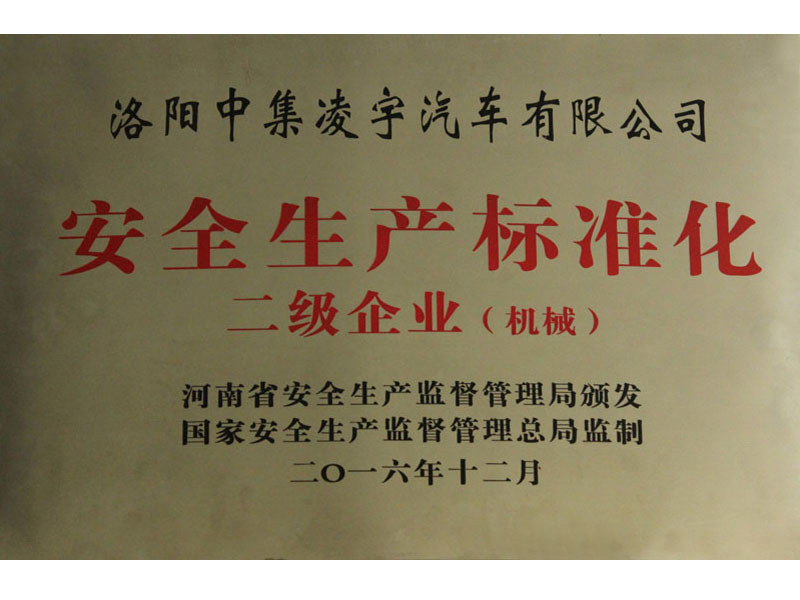 洛阳中集凌宇汽车有限公司
安全生产标准化
二级企业（机械）
河南省安全生产监督管理局颁发
国家安全生产监督管理总局监制
二〇一六年十二月